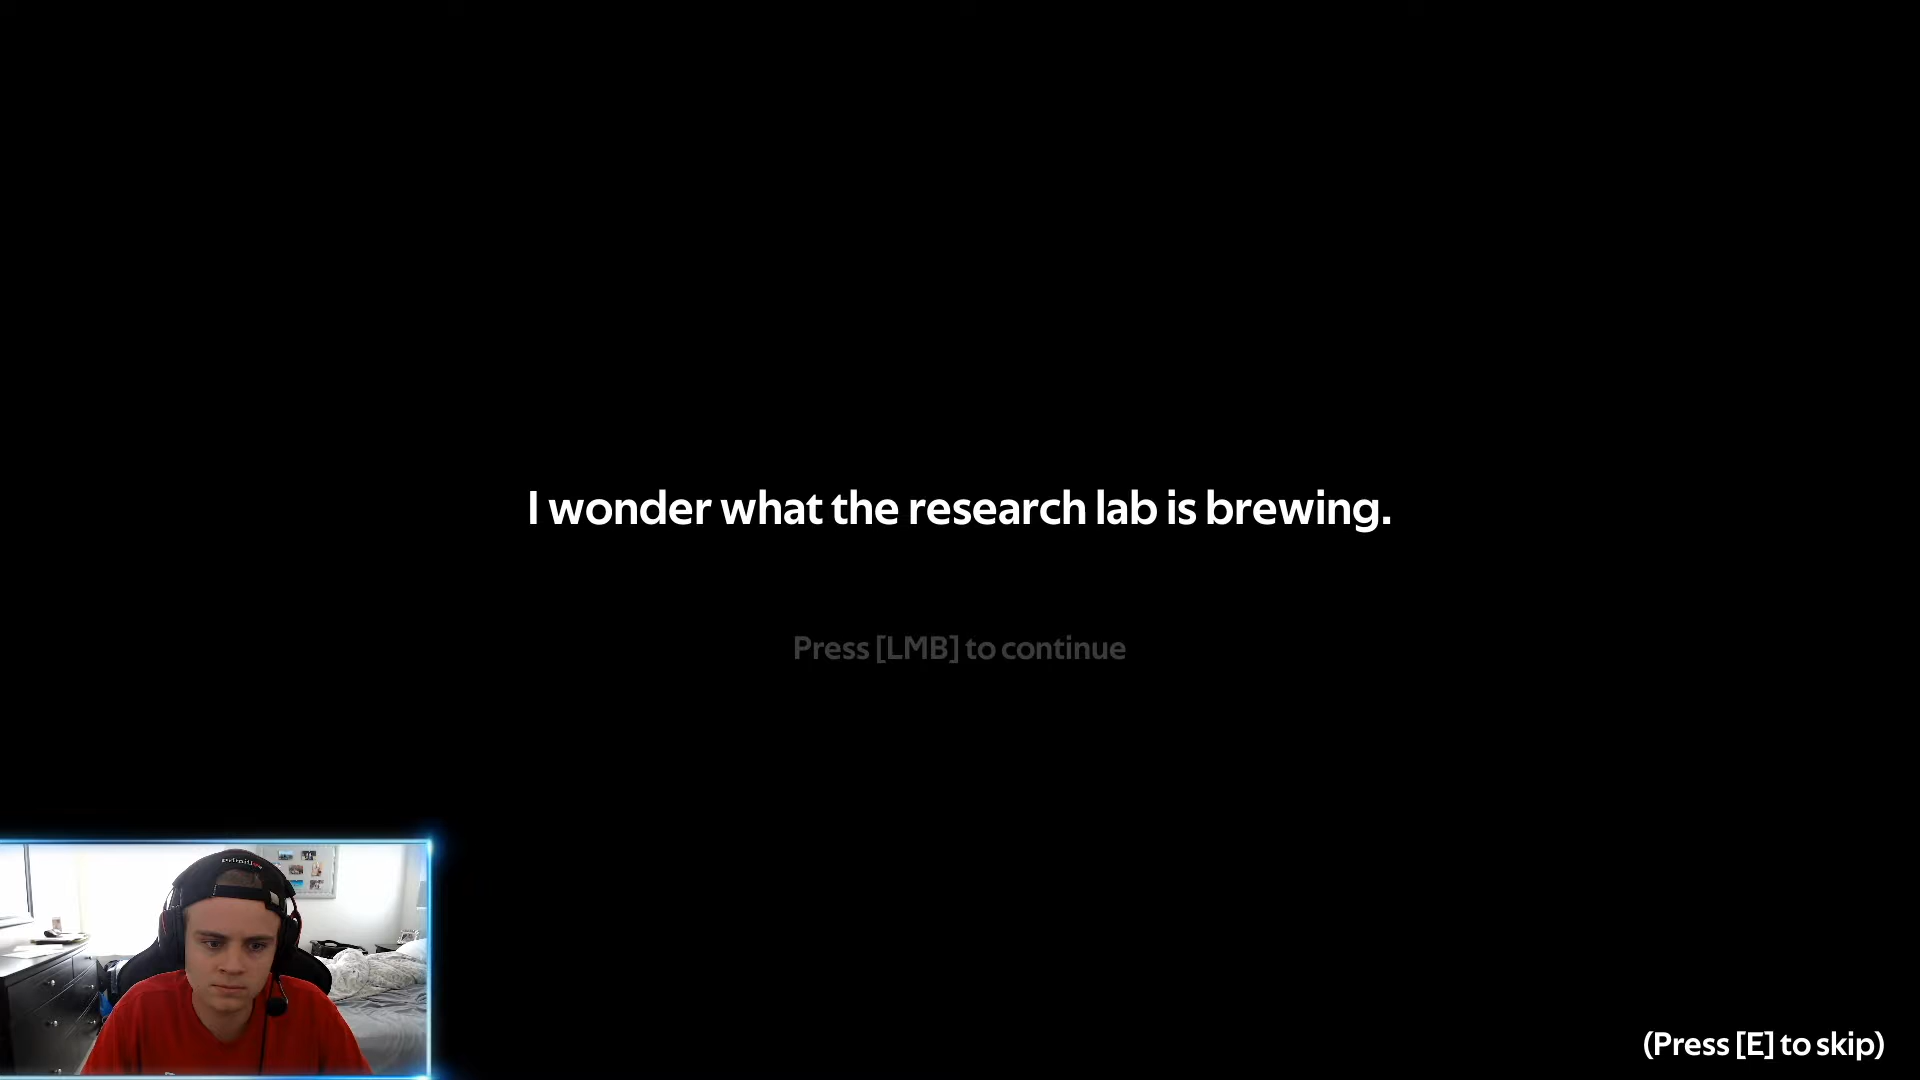 I wonder what the research lab is brewing.
Press [LMB] to continue
(Press [E] to skip)